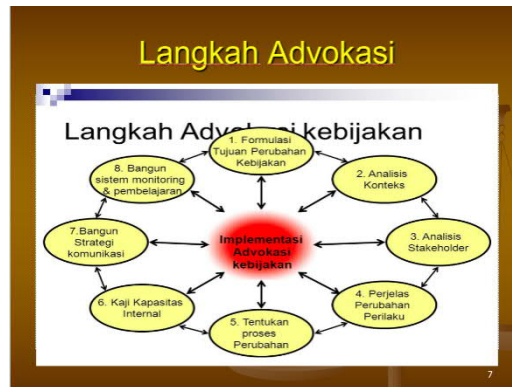 Langkah Advokasi
Langkah Advokasi kebijakan
1. Formulasi
Tujuan Perubahan
Kebijakan
2. Analisis
Konteks
3. Analisis
Stakeholder
4. Perjelas
Perubahan
Perilaku
5. Tentukan
proses
Perubahan
6. Kaji Kapasitas
Internal
7.Bangun
Strategi
komunikasi
8. Bangun
sistem monitoring
& pembelajaran
Implementasi
Advokasi
kebijakan
7